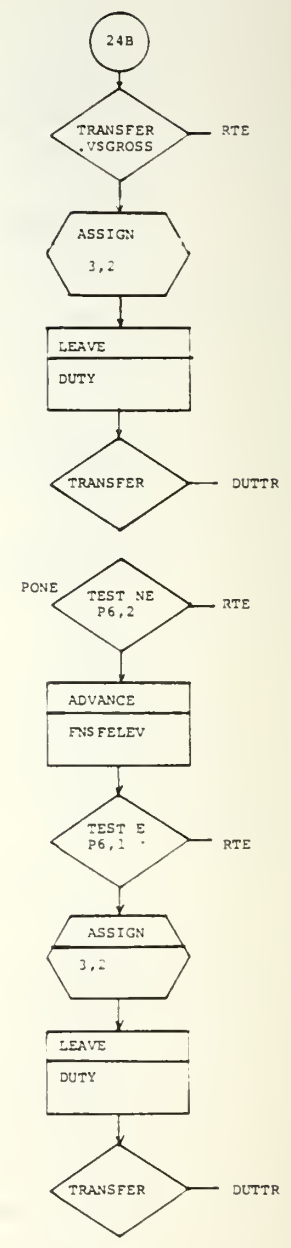 24B
TRANSFER
.VSGROSS
RTE
ASSIGN
3,2
LEAVE
DUTY
TRANSFER
DUTTR
PONE
TEST NE
P6,2
RTE
ADVANCE
FNSFELEV
TEST E
P6,1
RTE
ASSIGN
3,2
LEAVE
DUTY
TRANSFER
DUTTR